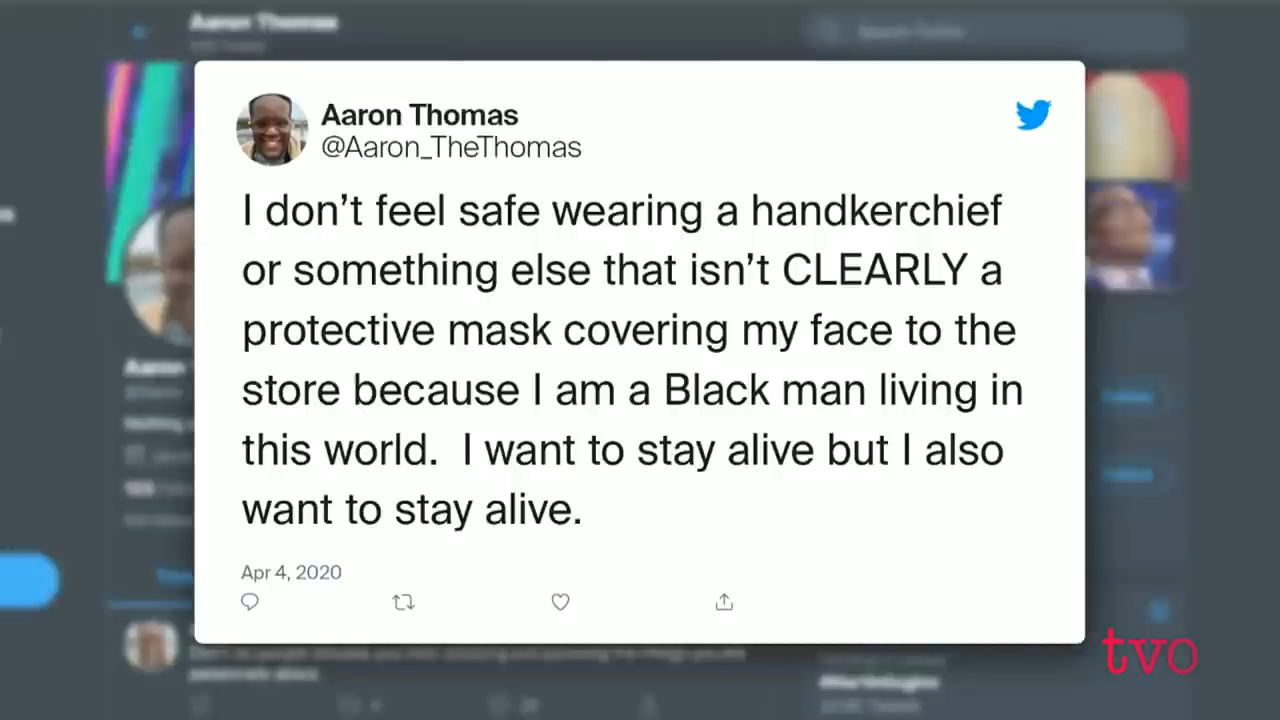 Aaron Thomas
Aaron Thomas
@Aaron_TheThomas
I don’t feel safe wearing a handkerchief
or something else that isn’t CLEARLY a
protective mask covering my face to the
store because I am a Black man living in
this world.  I want to stay alive but I also
want to stay alive.
Apr 4, 2020
tvo